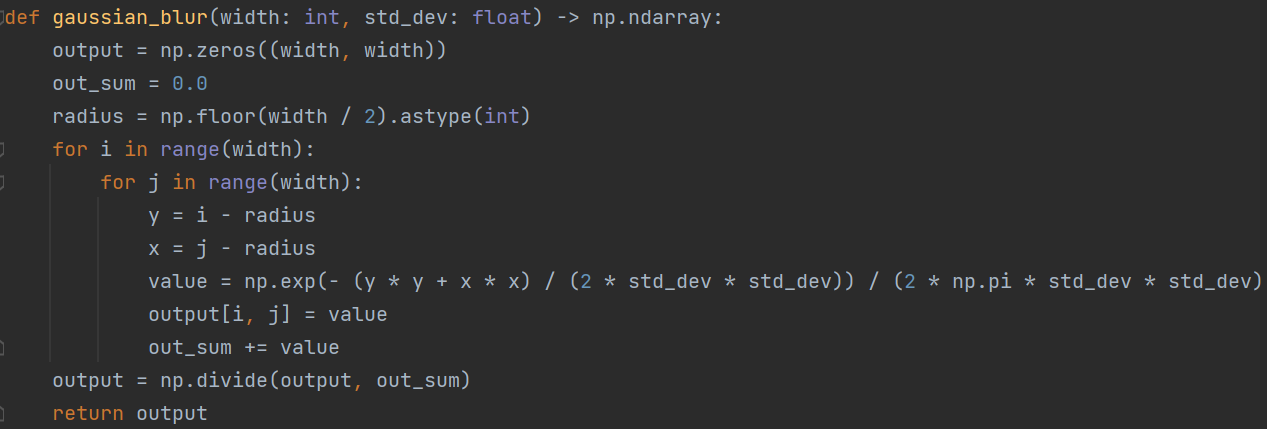 def gaussian_blur(width: int, std_dev: float) -> np.ndarray:
    output = np.zeros((width, width))
    out_sum = 0.0
    radius = np.floor(width / 2).astype(int)
    for i in range(width):
        for j in range(width):
            y = i - radius
            x = j - radius
            value = np.exp(- (y * y + x * x) / (2 * std_dev * std_dev)) / (2 * np.pi * std_dev * std_dev)
            output[i, j] = value
            out_sum += value
    output = np.divide(output, out_sum)
    return output